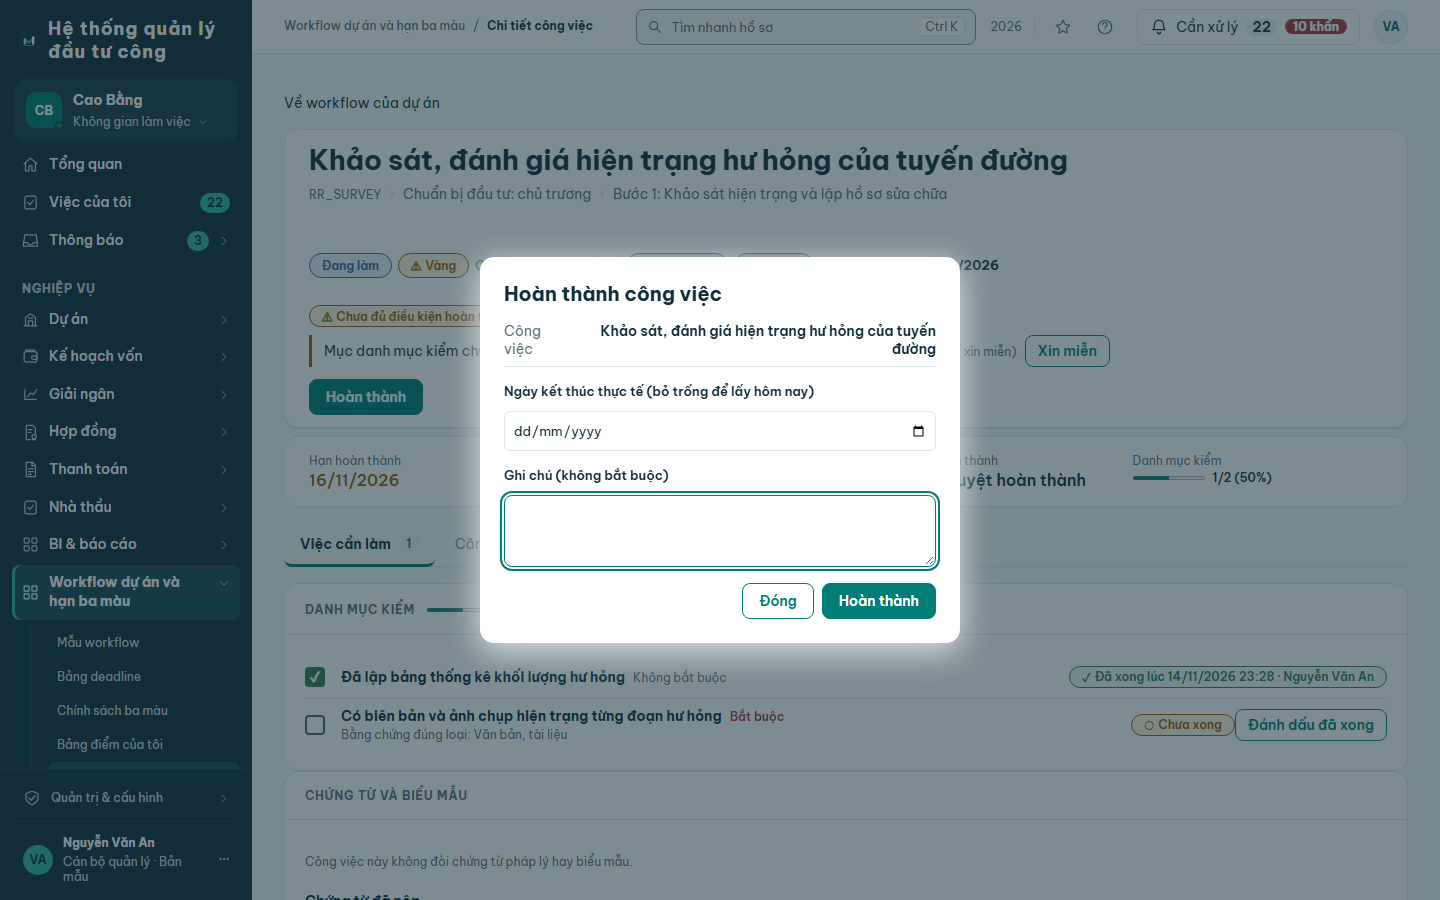 Hệ thống quản lý đầu tư công
CB
Cao Bằng
Không gian làm việc
Tổng quan
Việc của tôi 22
Thông báo 3
NGHIỆP VỤ
Dự án
Kế hoạch vốn
Giải ngân
Hợp đồng
Thanh toán
Nhà thầu
BI & báo cáo
Workflow dự án và hạn ba màu
Mẫu workflow
Bảng deadline
Chính sách ba màu
Bảng điểm của tôi
Quản trị & cấu hình
VA
Nguyễn Văn An
Cán bộ quản lý · Bản mẫu
Workflow dự án và hạn ba màu / Chi tiết công việc
Tìm nhanh hồ sơ Ctrl K
2026
Cần xử lý 22 10 khẩn
VA
Về workflow của dự án
Khảo sát, đánh giá hiện trạng hư hỏng của tuyến đường
RR_SURVEY › Chuẩn bị đầu tư: chủ trương › Bước 1: Khảo sát hiện trạng và lập hồ sơ sửa chữa
Đang làm ⚠ Vàng /2026
⚠ Chưa đủ điều kiện hoàn
Mục danh mục kiểm xin miễn) Xin miễn
Hoàn thành
Hạn hoàn thành
16/11/2026
thành
hoàn thành
Danh mục kiểm
1/2 (50%)
Việc cần làm 1
DANH MỤC KIỂM
Đã lập bảng thống kê khối lượng hư hỏng Không bắt buộc
✓ Đã xong lúc 14/11/2026 23:28 · Nguyễn Văn An
Có biên bản và ảnh chụp hiện trạng từng đoạn hư hỏng Bắt buộc
Bằng chứng đúng loại: Văn bản, tài liệu
○ Chưa xong Đánh dấu đã xong
CHỨNG TỪ VÀ BIỂU MẪU
Công việc này không đòi chứng từ pháp lý hay biểu mẫu.
Chứng từ đã nộp
Hoàn thành công việc
Công việc
Khảo sát, đánh giá hiện trạng hư hỏng của tuyến đường
Ngày kết thúc thực tế (bỏ trống để lấy hôm nay)
dd/mm/yyyy
Ghi chú (không bắt buộc)
Đóng Hoàn thành